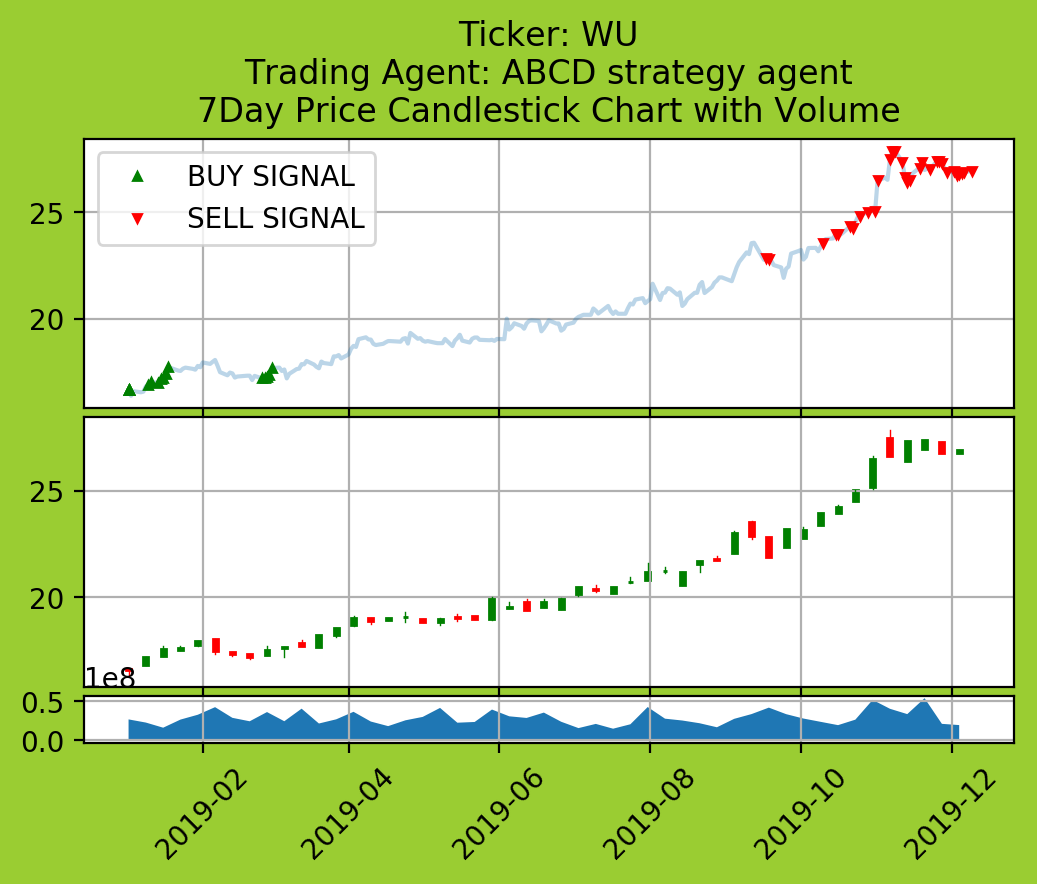 Ticker: WU
Trading Agent: ABCD strategy agent
7Day Price Candlestick Chart with Volume
BUY SIGNAL
SELL SIGNAL
25
20
25
20
1e8
0.5
0.0
2019-02
2019-04
2019-06
2019-08
2019-10
2019-12